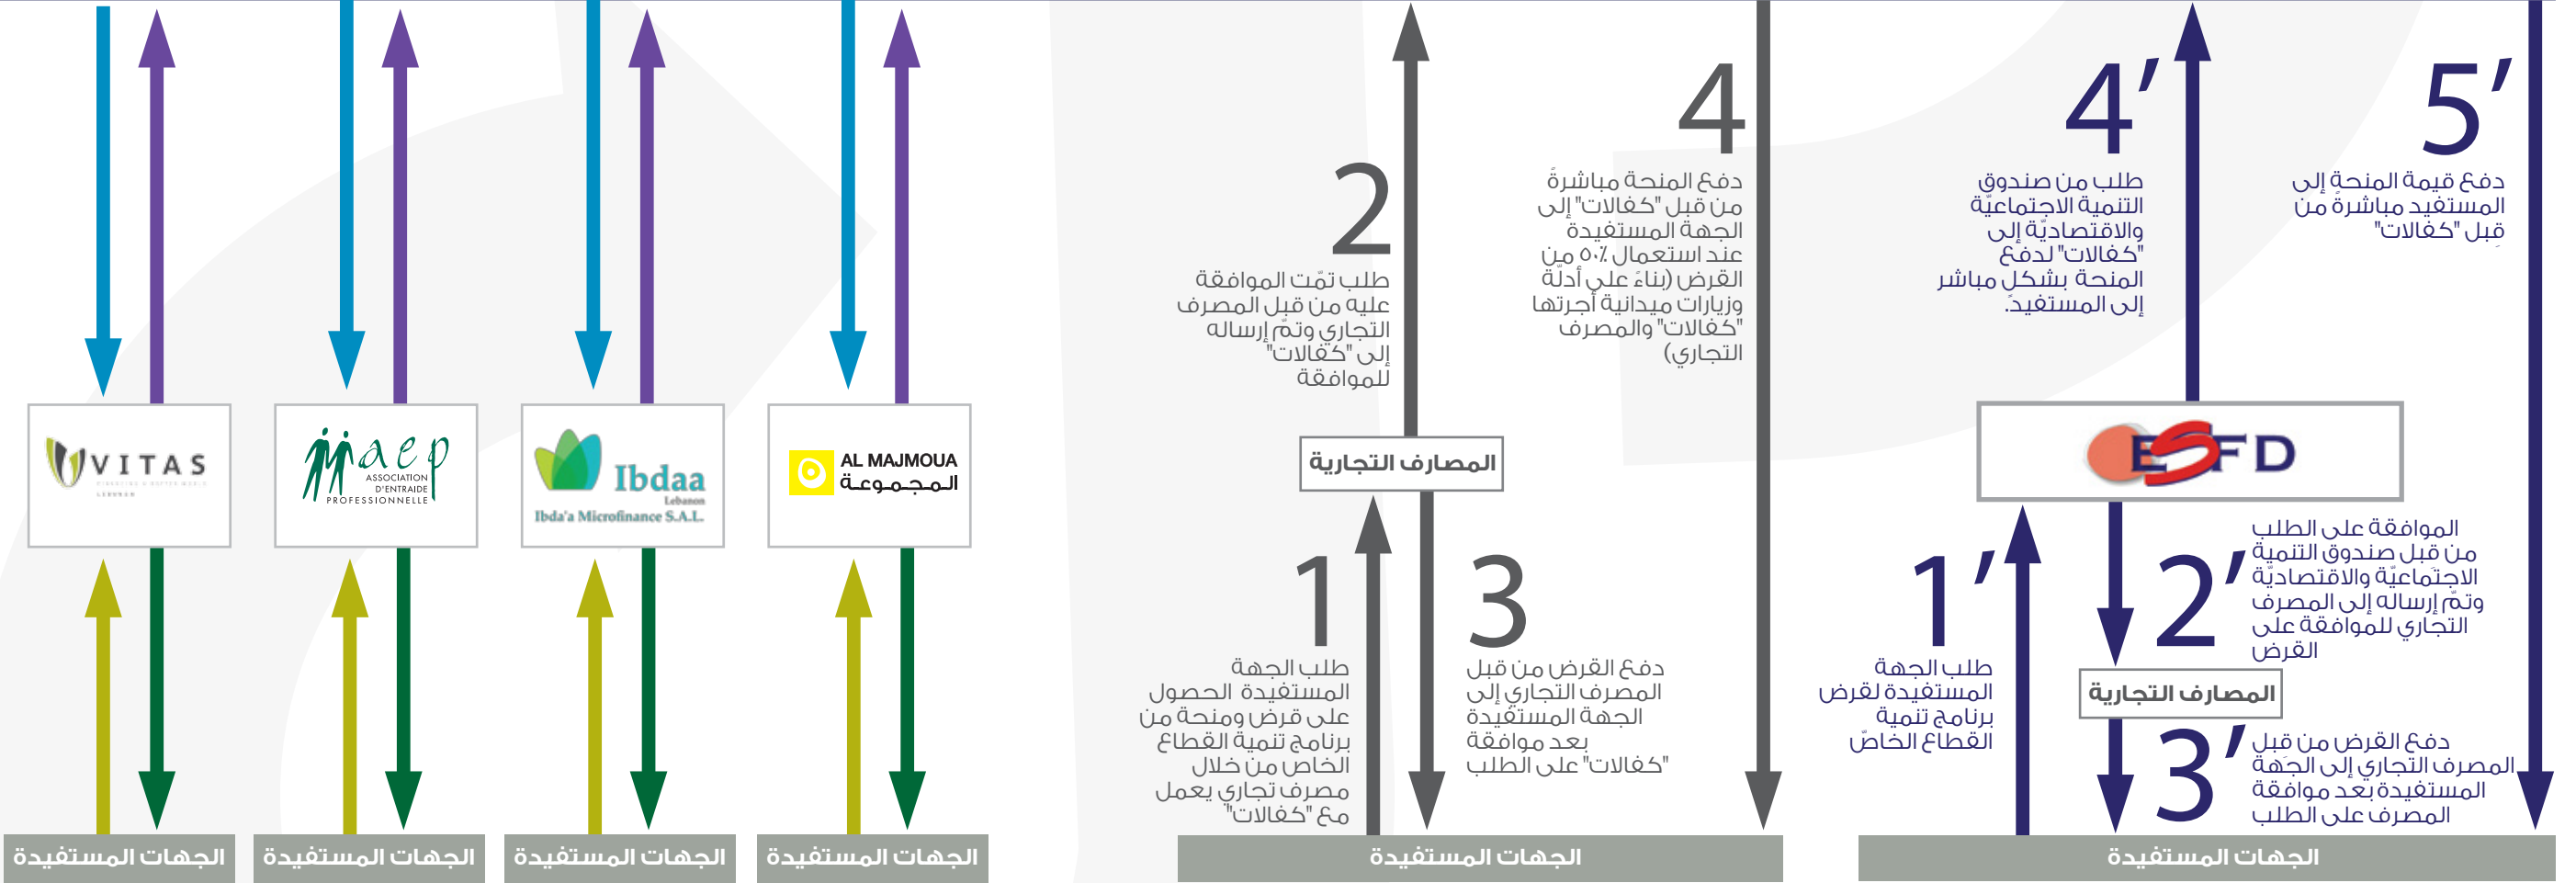 5'
دفع قيمة المنحة إلى
المستفيد مباشرةً من
قِبل "كفالات"
4'
طلب من صندوق
التنمية الاجتماعيّة
والاقتصاديّة إلى
"كفالات" لدفع
المنحة بشكل مباشر
إلى المستفيد.
ESFD
2'
الموافقة على الطلب
من قِبل صندوق التنمية
الاجتماعيّة والاقتصاديّة
وتمّ إرساله إلى المصرف
التجاري للموافقة على
القرض
1'
طلب الجهة
المستفيدة لقرض
برنامج تنمية
القطاع الخاصّ
المصارف التجارية
3'
دفع القرض من قِبل
المصرف التجاري إلى الجهة
المستفيدة بعد موافقة
المصرف على الطلب
الجهات المستفيدة
4
دفع المنحة مباشرةً
من قبل "كفالات" إلى
الجهة المستفيدة
عند استعمال ٥٠٪ من
القرض (بناءً على أدلّة
وزيارات ميدانية أجرتها
"كفالات" والمصرف
التجاري)
2
طلب تمّت الموافقة
عليه من قبل المصرف
التجاري وتمّ إرساله
إلى "كفالات"
للموافقة
المصارف التجارية
3
دفع القرض من قبل
المصرف التجاري إلى
الجهة المستفيدة
بعد موافقة
"كفالات" على الطلب
1
طلب الجهة
المستفيدة الحصول
على قرض ومنحة من
برنامج تنمية القطاع
الخاص من خلال
مصرف تجاري يعمل
مع "كفالات"
الجهات المستفيدة
AL MAJMOUA
المجموعة
الجهات المستفيدة
Ibdaa
Lebanon
Ibda'a Microfinance S.A.L.
الجهات المستفيدة
aep
ASSOCIATION
D'ENTRAIDE
PROFESSIONNELLE
الجهات المستفيدة
VITAS
LEBANON
الجهات المستفيدة